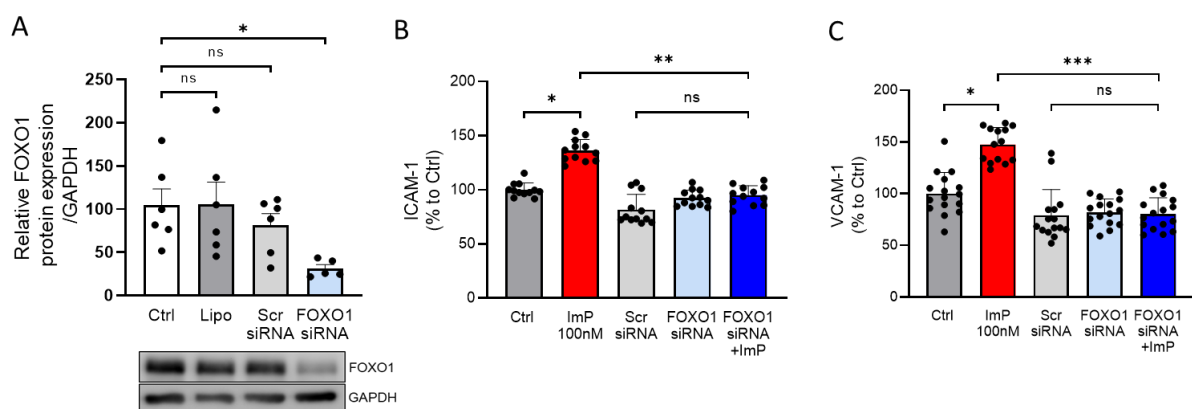 A
Relative FOXO1
protein expression
/GAPDH
*
ns
ns
250
200
150
100
50
0
Ctrl
Lipo
Scr
siRNA
FOXO1
siRNA
FOXO1
GAPDH
B
ICAM-1
(% to Ctrl)
**
*
ns
200
150
100
50
0
Ctrl
ImP
100nM
Scr
siRNA
FOXO1
siRNA
FOXO1
siRNA
+ImP
C
VCAM-1
(% to Ctrl)
***
*
ns
200
150
100
50
0
Ctrl
ImP
100nM
Scr
siRNA
FOXO1
siRNA
FOXO1
siRNA
+ImP